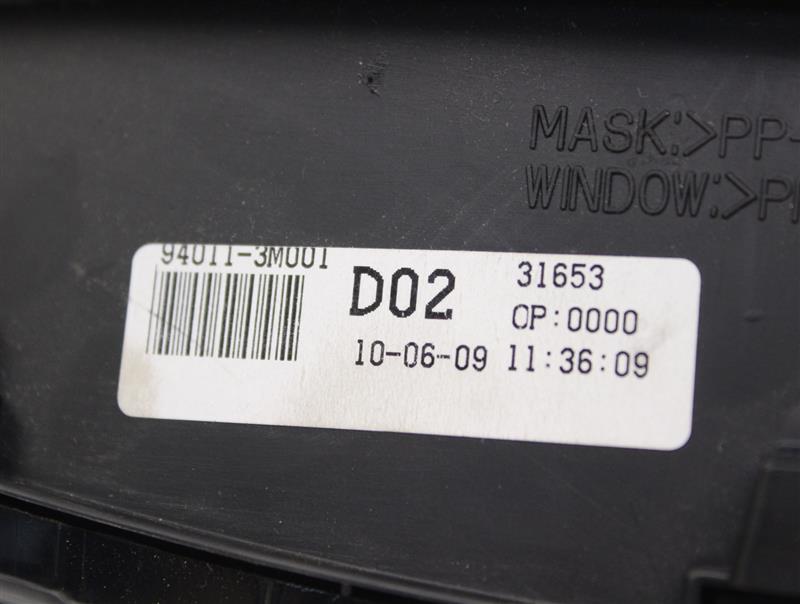 MASK:>PP-
WINDOW:>P
94011-3M001
D02
31653
OP:0000
10-06-09 11:36:09